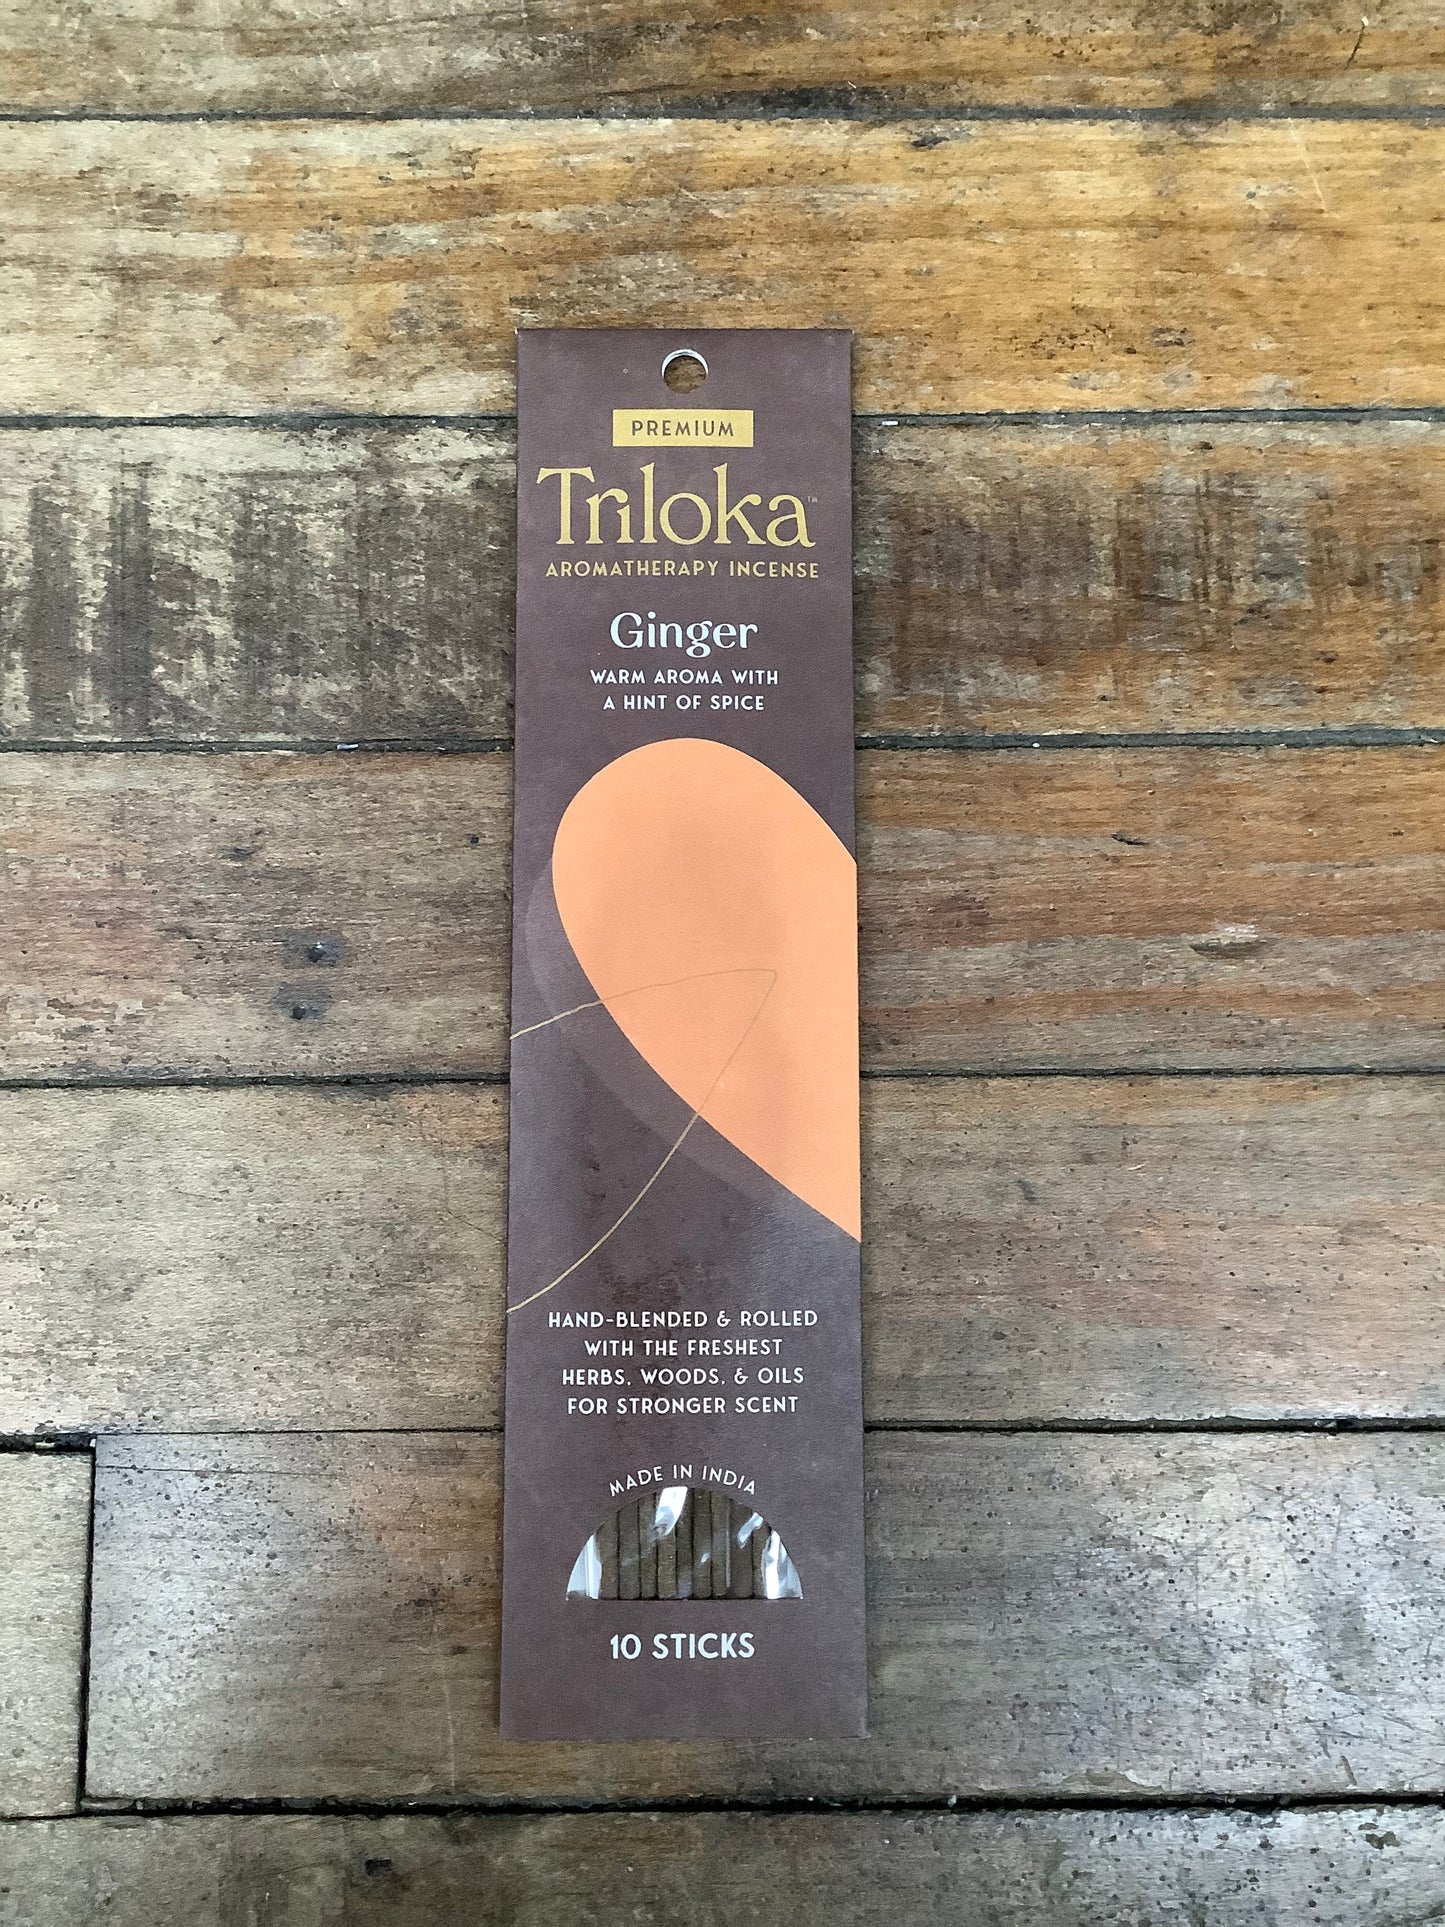 PREMIUM
Triloka™
AROMATHERAPY INCENSE
Ginger
WARM AROMA WITH
A HINT OF SPICE
HAND-BLENDED & ROLLED
WITH THE FRESHEST
HERBS, WOODS, & OILS
FOR STRONGER SCENT
MADE IN INDIA
10 STICKS